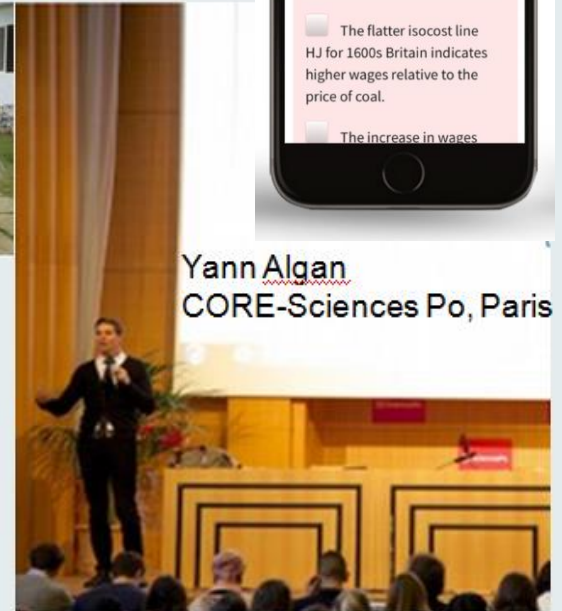 The flatter isocost line
HJ for 1600s Britain indicates
higher wages relative to the
price of coal.
The increase in wages
Yann Algan
CORE-Sciences Po, Paris